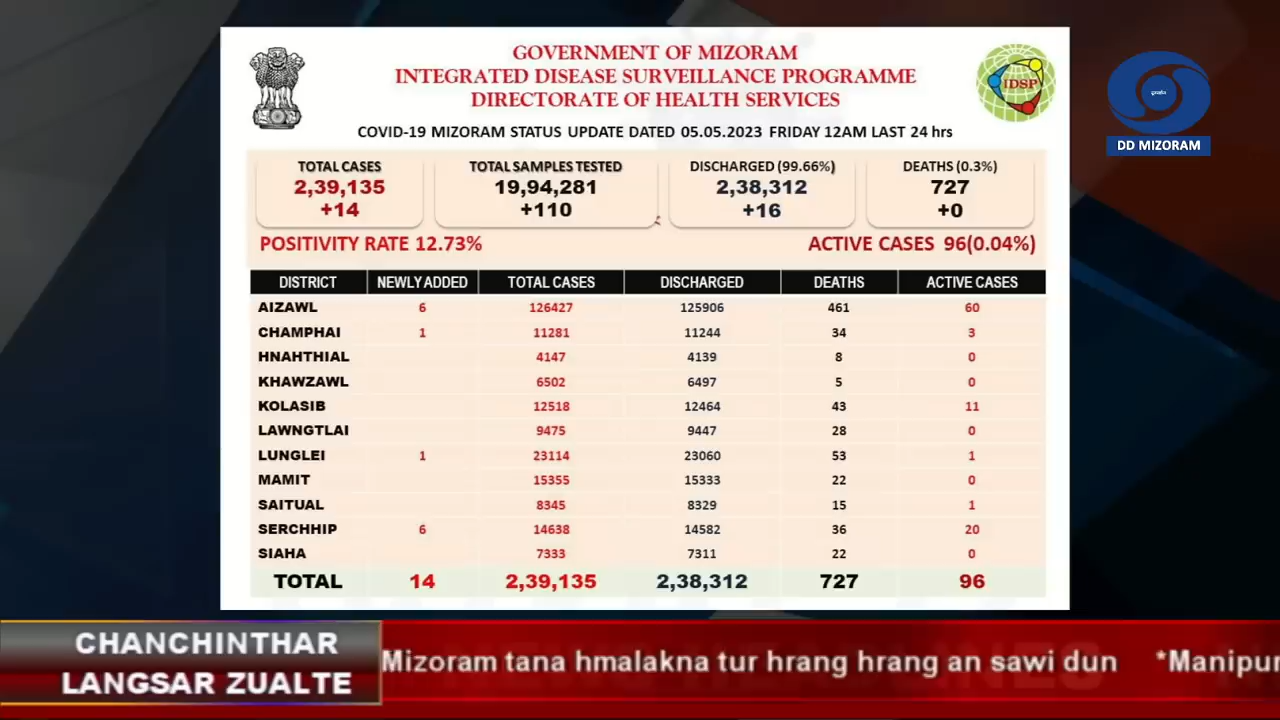 GOVERNMENT OF MIZORAM
INTEGRATED DISEASE SURVEILLANCE PROGRAMME
DIRECTORATE OF HEALTH SERVICES
IDSP
COVID-19 MIZORAM STATUS UPDATE DATED 05.05.2023 FRIDAY 12AM LAST 24 hrs
दूरदर्शन
DD MIZORAM
TOTAL CASES TOTAL SAMPLES TESTED DISCHARGED (99.66%) DEATHS (0.3%)
2,39,135 19,94,281 2,38,312 727
+14 +110 +16 +0
POSITIVITY RATE 12.73% ACTIVE CASES 96(0.04%)
DISTRICT NEWLY ADDED TOTAL CASES DISCHARGED DEATHS ACTIVE CASES
AIZAWL 6 126427 125906 461 60
CHAMPHAI 1 11281 11244 34 3
HNAHTHIAL 4147 4139 8 0
KHAWZAWL 6502 6497 5 0
KOLASIB 12518 12464 43 11
LAWNGTLAI 9475 9447 28 0
LUNGLEI 1 23114 23060 53 1
MAMIT 15355 15333 22 0
SAITUAL 8345 8329 15 1
SERCHHIP 6 14638 14582 36 20
SIAHA 7333 7311 22 0
TOTAL 14 2,39,135 2,38,312 727 96
CHANCHINTHAR
LANGSAR ZUALTE
Mizoram tana hmalakna tur hrang hrang an sawi dun *Manipur